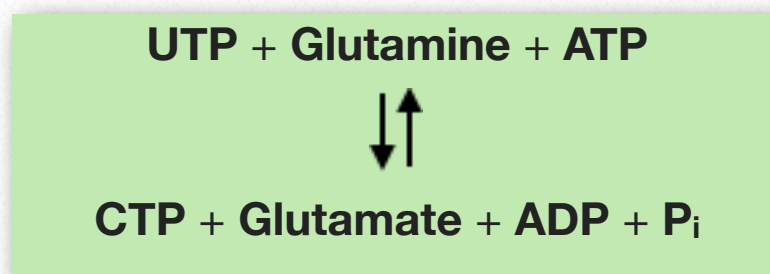 UTP + Glutamine + ATP
CTP + Glutamate + ADP + Pi